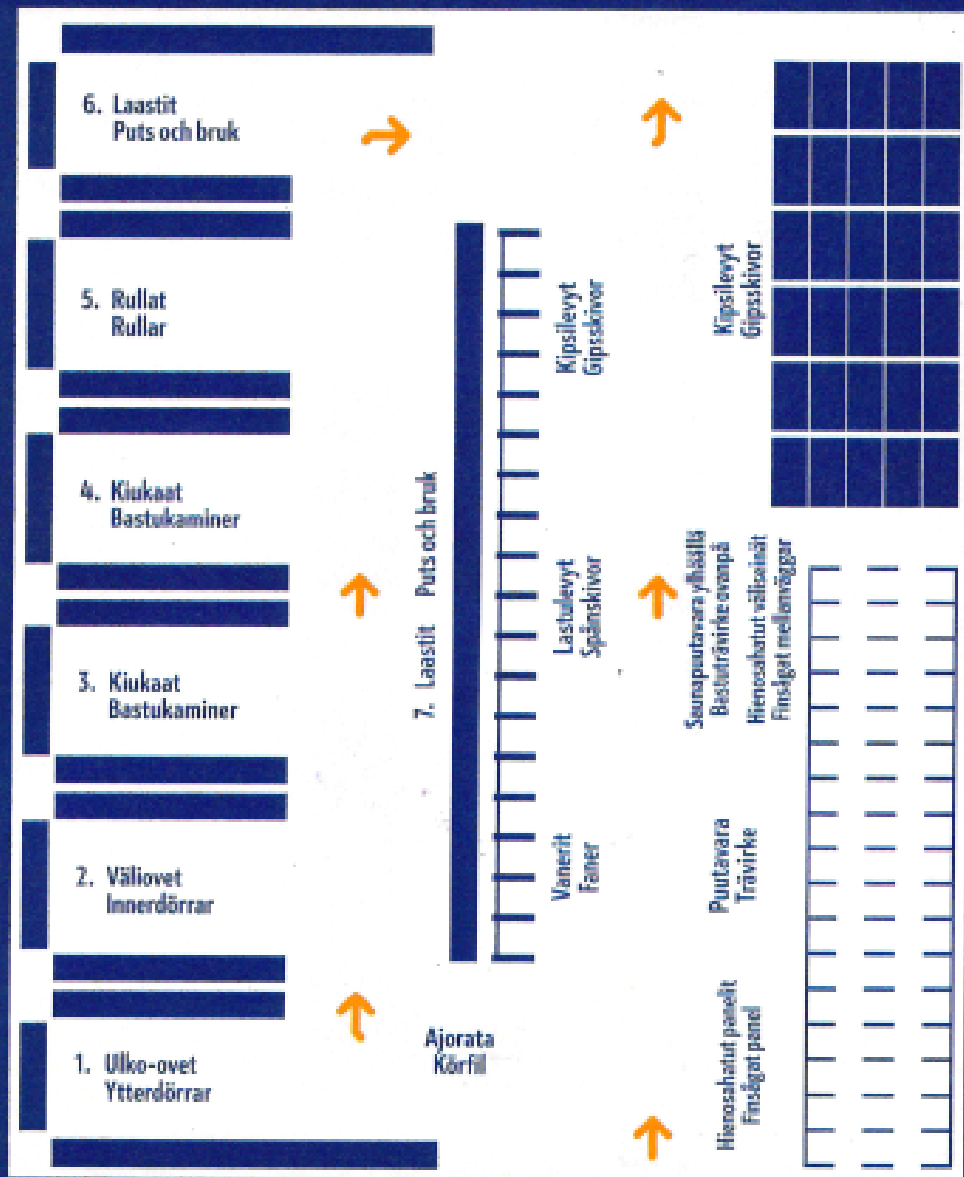 6. Laastit
Puts och bruk
5. Rullat
Rullar
4. Kiukaat
Bastukaminer
3. Kiukaat
Bastukaminer
2. Väliovet
Innerdörrar
1. Ulko-ovet
Ytterdörrar
7. Laastit Puts och bruk
Ajorata
Körfil
Kipsilevyt
Gipsskivor
Lastulevyt
Spånskivor
Vanerit
Faner
Kipsilevyt
Gipsskivor
Saunapuutavara ylhäällä
Bastuträvirke ovanpå
Hienosahatut väliseinät
Finsågat mellanväggar
Puutavara
Trävirke
Hienosahatut panelit
Finsågat panel